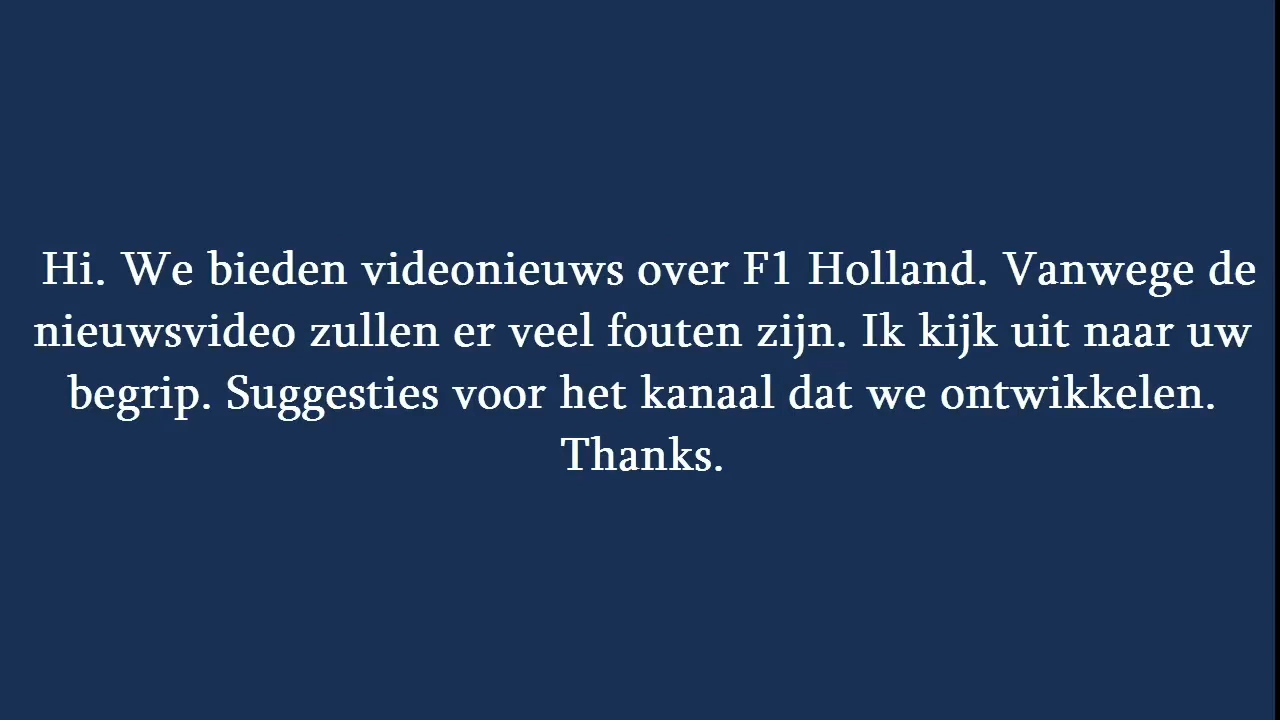 Hi. We bieden videonieuws over F1 Holland. Vanwege de
nieuwsvideo zullen er veel fouten zijn. Ik kijk uit naar uw
begrip. Suggesties voor het kanaal dat we ontwikkelen.
Thanks.